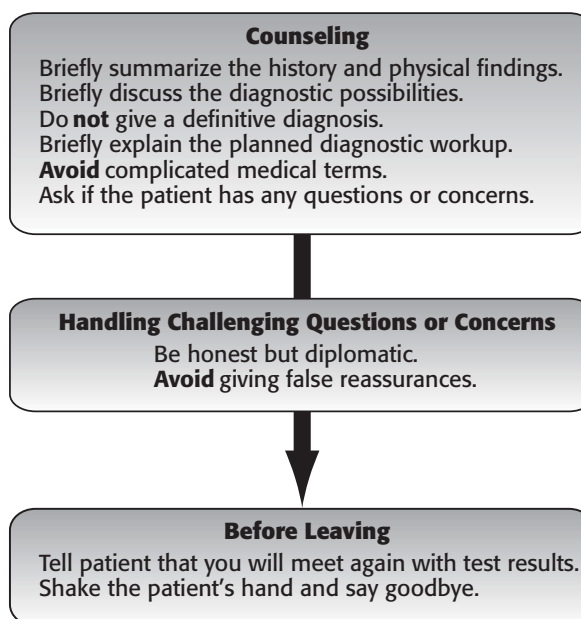 Counseling
Briefly summarize the history and physical findings.
Briefly discuss the diagnostic possibilities.
Do not give a definitive diagnosis.
Briefly explain the planned diagnostic workup.
Avoid complicated medical terms.
Ask if the patient has any questions or concerns.
Handling Challenging Questions or Concerns
Be honest but diplomatic.
Avoid giving false reassurances.
Before Leaving
Tell patient that you will meet again with test results.
Shake the patient’s hand and say goodbye.